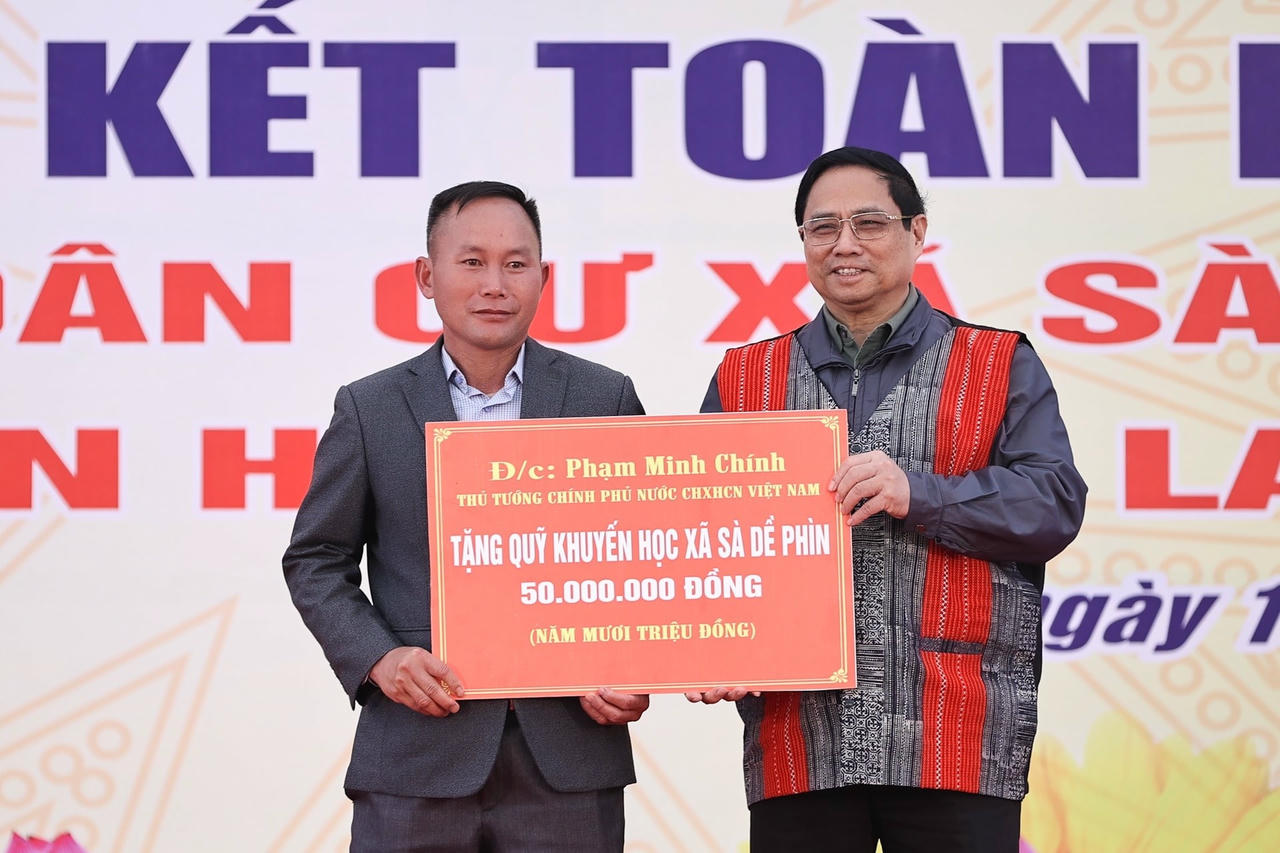 KẾT TOÀN
DÂN CƯ XÃ SÀ
N H
LA
Ngày 1
Đ/c: Phạm Minh Chính
THỦ TƯỚNG CHÍNH PHỦ NƯỚC CHXHCN VIỆT NAM
TẶNG QUỸ KHUYẾN HỌC XÃ SÀ DỀ PHÌN
50.000.000 ĐỒNG
(NĂM MƯƠI TRIỆU ĐỒNG)